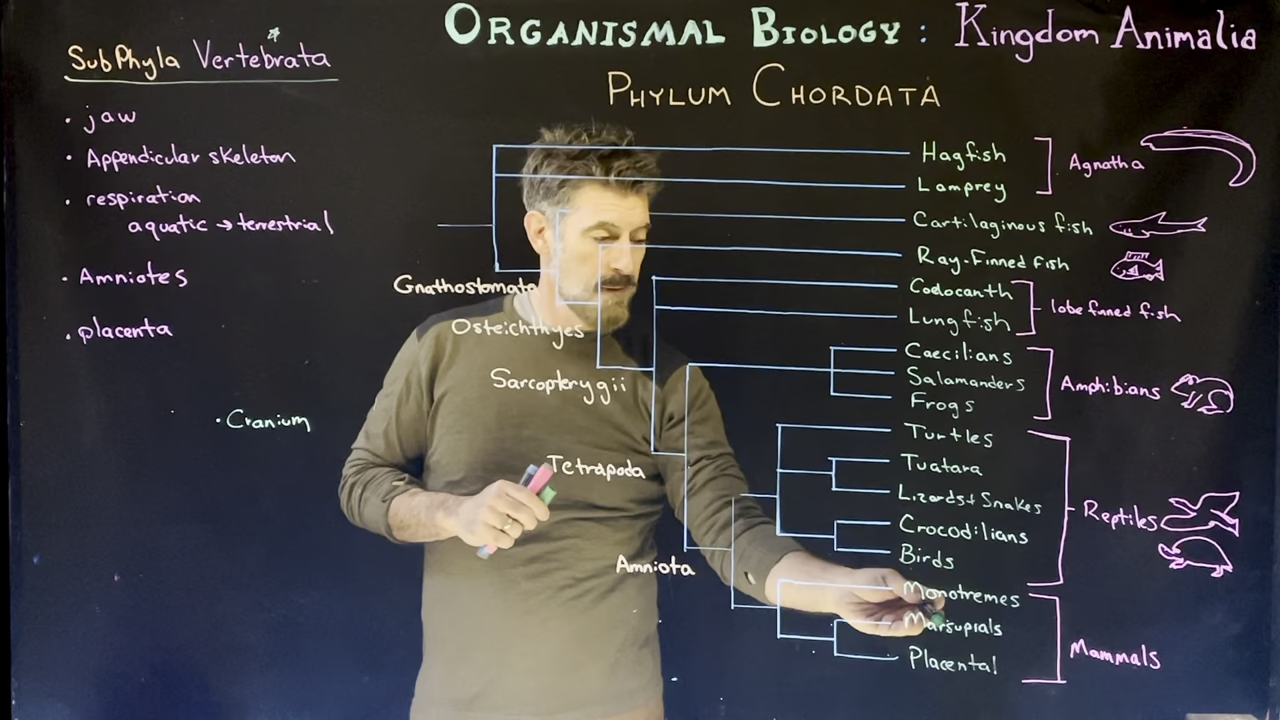 ORGANISMAL BIOLOGY: Kingdom Animalia
PHYLUM CHORDATA
SubPhyla Vertebrata
• jaw
• Appendicular skeleton
• respiration
aquatic → terrestrial
• Amniotes
• placenta
• Cranium
Gnathostomata
Osteichthyes
Sarcopterygii
Tetrapoda
Amniota
Hagfish
Lamprey
Agnatha
Cartilaginous fish
Ray-Finned fish
Coelocanth
Lungfish
lobe finned fish
Caecilians
Salamanders
Frogs
Amphibians
Turtles
Tuatara
Lizards + Snakes
Crocodilians
Birds
Reptiles
Monotremes
Marsupials
Placental
Mammals